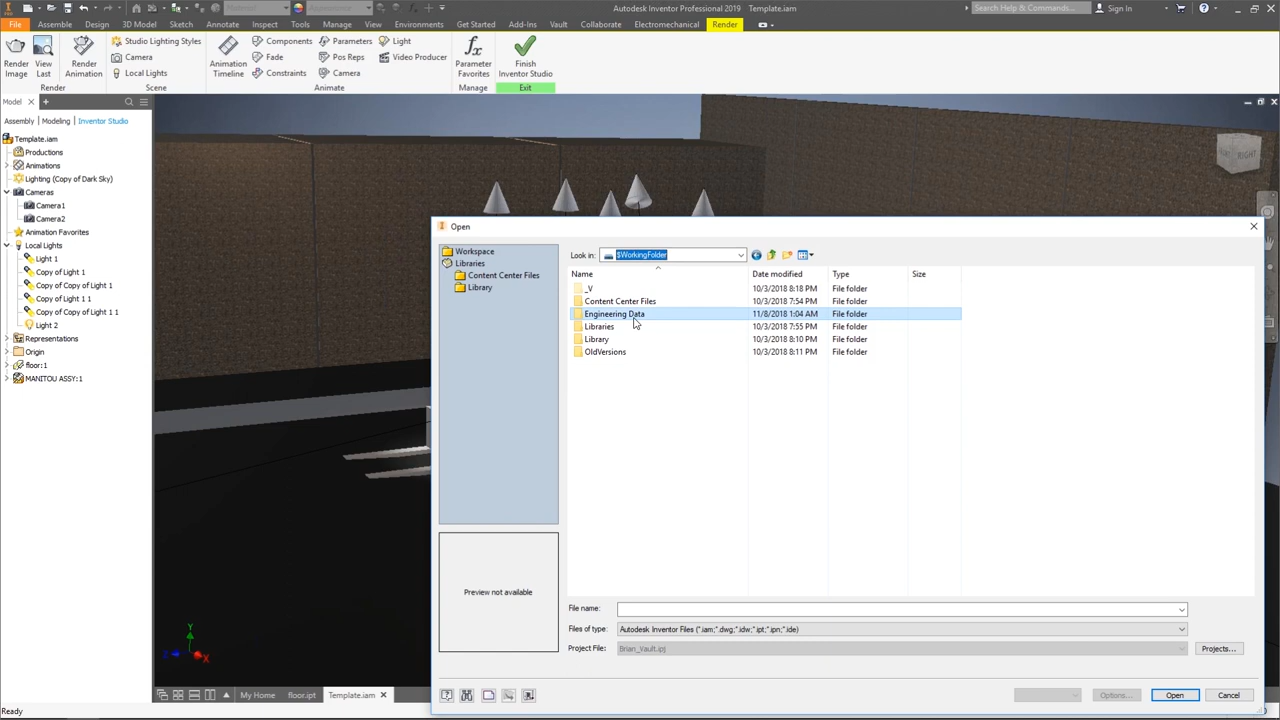 Autodesk Inventor Professional 2019 Template.iam
Search Help & Commands...
Sign In
File Assemble Design 3D Model Sketch Annotate Inspect Tools Manage View Environments Get Started Add-Ins Vault Collaborate Electromechanical Render
Render Image
View Last
Render Animation
Studio Lighting Styles
Camera
Local Lights
Animation Timeline
Components
Fade
Constraints
Parameters
Pos Reps
Camera
Light
Video Producer
Parameter Favorites
Finish Inventor Studio
Render
Scene
Animate
Manage
Exit
Model
Assembly Modeling Inventor Studio
Template.iam
Productions
Animations
Lighting (Copy of Dark Sky)
Cameras
Camera1
Camera2
Animation Favorites
Local Lights
Light 1
Copy of Light 1
Copy of Copy of Light 1
Copy of Light 1 1
Copy of Copy of Light 1 1
Light 2
Representations
Origin
floor:1
MANITOU ASSY:1
RIGHT
Open
Workspace
Libraries
Content Center Files
Library
Look in: $WorkingFolder
Name Date modified Type Size
_V 10/3/2018 8:18 PM File folder
Content Center Files 10/3/2018 7:54 PM File folder
Engineering Data 11/8/2018 1:04 AM File folder
Libraries 10/3/2018 7:55 PM File folder
Library 10/3/2018 8:10 PM File folder
OldVersions 10/3/2018 8:11 PM File folder
Preview not available
File name:
Files of type: Autodesk Inventor Files (*.iam;*.dwg;*.idw;*.ipt;*.ipn;*.ide)
Project File: Brian_Vault.ipj
Projects...
Options...
Open
Cancel
Y
Z
X
My Home floor.ipt Template.iam
Ready